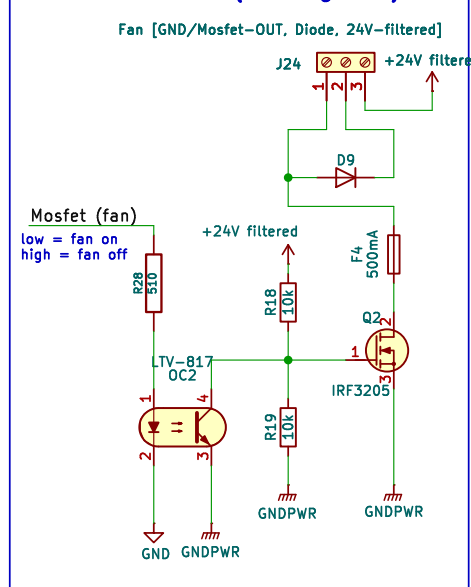 Fan [GND/Mosfet-OUT, Diode, 24V-filtered]
J24
+24V filtere
1
2
3
D9
Mosfet (fan)
low = fan on
high = fan off
+24V filtered
F4
500mA
R28
510
R18
10k
Q2
2
LTV-817
OC2
1
3
IRF3205
1
4
R19
10k
2
3
GNDPWR
GNDPWR
GND
GNDPWR